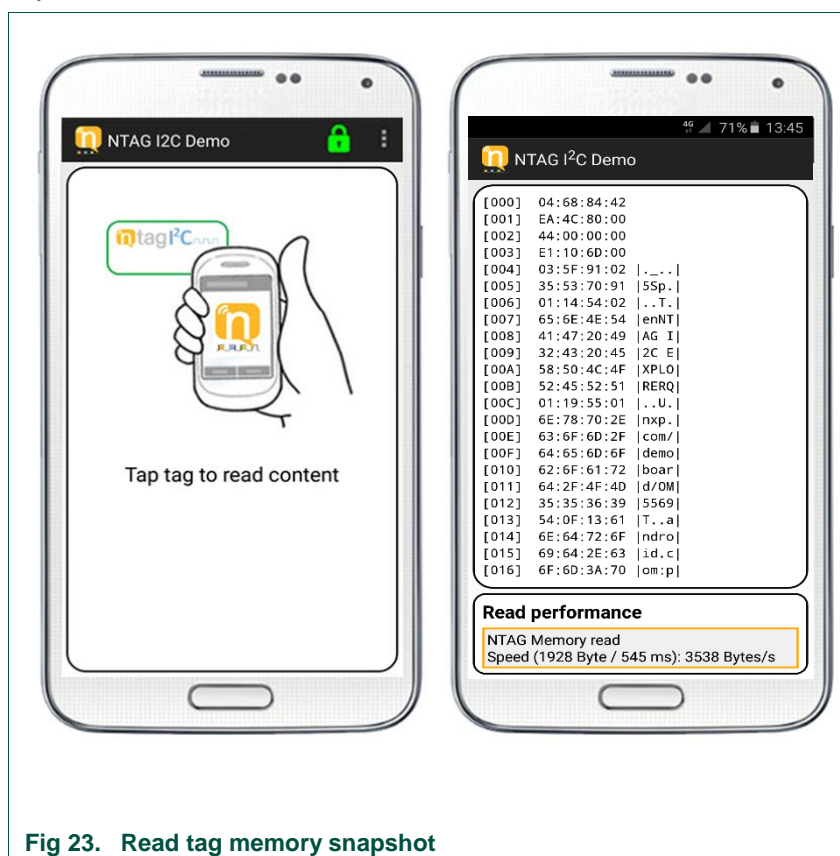 NTAG I2C Demo
ntag I²C
Tap tag to read content
4G 71% 13:45
NTAG I²C Demo
[000] 04:68:84:42
[001] EA:4C:80:00
[002] 44:00:00:00
[003] E1:10:6D:00
[004] 03:5F:91:02 |._..|
[005] 35:53:70:91 |5Sp.|
[006] 01:14:54:02 |..T.|
[007] 65:6E:4E:54 |enNT|
[008] 41:47:20:49 |AG I|
[009] 32:43:20:45 |2C E|
[00A] 58:50:4C:4F |XPLO|
[00B] 52:45:52:51 |RERQ|
[00C] 01:19:55:01 |..U.|
[00D] 6E:78:70:2E |nxp.|
[00E] 63:6F:6D:2F |com/|
[00F] 64:65:6D:6F |demo|
[010] 62:6F:61:72 |boar|
[011] 64:2F:4F:4D |d/OM|
[012] 35:35:36:39 |5569|
[013] 54:0F:13:61 |T..a|
[014] 6E:64:72:6F |ndro|
[015] 69:64:2E:63 |id.c|
[016] 6F:6D:3A:70 |om:p|
Read performance
NTAG Memory read
Speed (1928 Byte / 545 ms): 3538 Bytes/s
Fig 23. Read tag memory snapshot